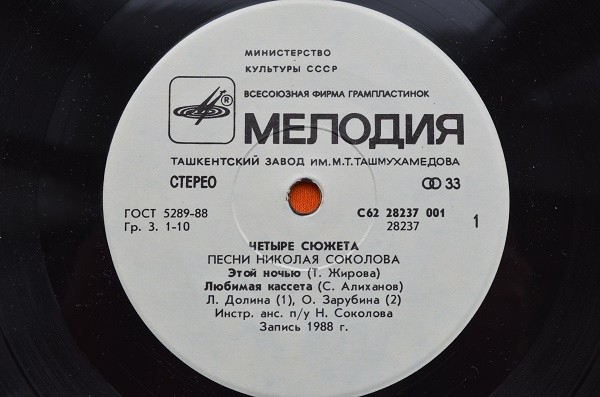 МИНИСТЕРСТВО
КУЛЬТУРЫ СССР
ВСЕСОЮЗНАЯ ФИРМА ГРАМПЛАСТИНОК
®
МЕЛОДИЯ
ТАШКЕНТСКИЙ ЗАВОД ИМ.М.Т.ТАШМУХАМЕДОВА
СТЕРЕО
33
ГОСТ 5289-88
С62 28237 001
Гр. 3. 1-10
28237
1
ЧЕТЫРЕ СЮЖЕТА
ПЕСНИ НИКОЛАЯ СОКОЛОВА
Этой ночью (Т. Жирова)
Любимая кассета (С. Алиханов)
Л. Долина (1), О. Зарубина (2)
Инстр. анс. п/у Н. Соколова
Запись 1988 г.